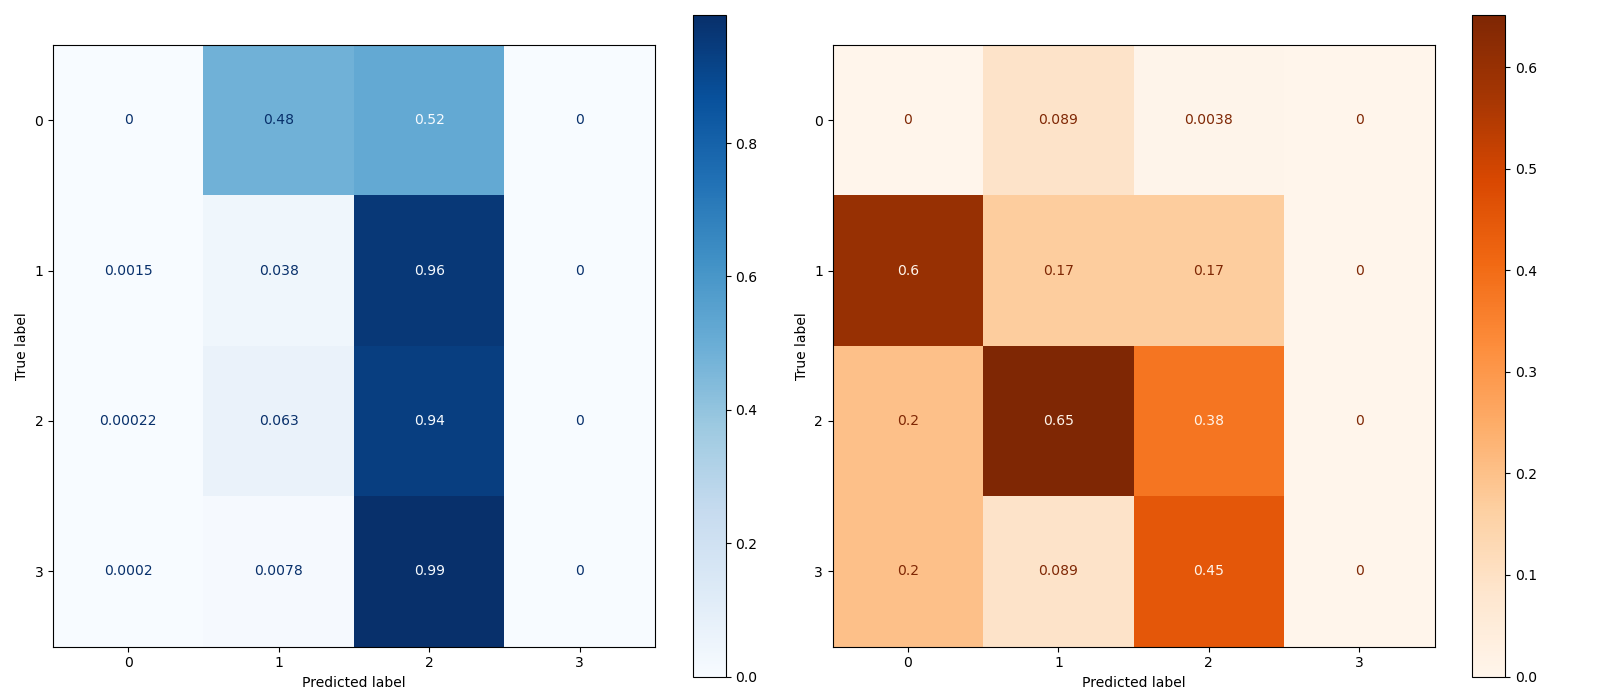 0 0 0.48 0.52 0
1 0.0015 0.038 0.96 0
2 0.00022 0.063 0.94 0
3 0.0002 0.0078 0.99 0
0 1 2 3
Predicted label
True label
0.8
0.6
0.4
0.2
0.0
0 0 0.089 0.0038 0
1 0.6 0.17 0.17 0
2 0.2 0.65 0.38 0
3 0.2 0.089 0.45 0
0 1 2 3
Predicted label
True label
0.6
0.5
0.4
0.3
0.2
0.1
0.0